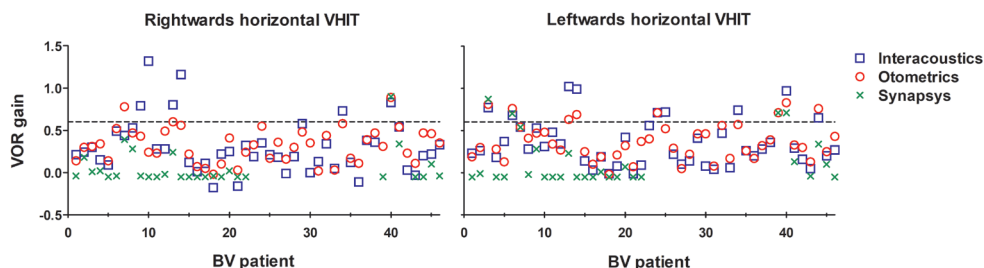 Rightwards horizontal VHIT
Leftwards horizontal VHIT
VOR gain
1.5
1.0
0.5
0.0
-0.5
0 10 20 30 40
0 10 20 30 40
BV patient
BV patient
Interacoustics
Otometrics
Synapsys